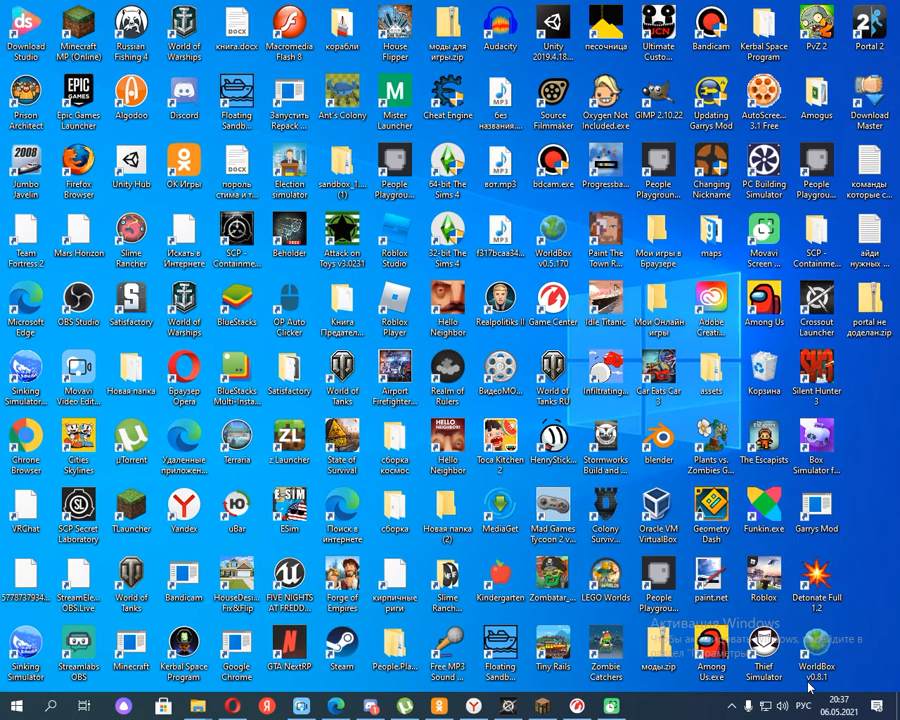 Download Studio
Minecraft MP (Online)
Russian Fishing 4
World of Warships
книга.docx
Macromedia Flash 8
корабли
House Flipper
моды для игры.zip
Audacity
Unity 2019.4.18...
песочница
Ultimate Custo...
Bandicam
Kerbal Space Program
PvZ 2
Portal 2
Prison Architect
Epic Games Launcher
Algodoo
Discord
Floating Sandb...
Запустить Repack ...
Ant's Colony
Mister Launcher
Cheat Engine
без названия....
Source Filmmaker
Oxygen Not Included.exe
GIMP 2.10.22
Updating Garrys Mod
AutoScree... 3.1 Free
Amogus
Download Master
Jumbo Javelin
Firefox Browser
Unity Hub
OK Игры
пороль стима и т...
Election simulator
sandbox_1.... (1)
People Playgrou...
64-bit The Sims 4
вот.mp3
bdcam.exe
Progressba...
People Playgroun...
Changing Nickname
PC Building Simulator
People Playgrou...
команды которые с...
Team Fortress 2
Mars Horizon
Slime Rancher
Искать в Интернете
SCP - Containme...
Beholder
Attack on Toys v3.0231
Roblox Studio
32-bit The Sims 4
f317bcaa34...
WorldBox v0.5.170
Paint The Town R...
Мои игры в Браузере
maps
Movavi Screen ...
SCP - Containme...
айди нужных ...
Microsoft Edge
OBS Studio
Satisfactory
World of Warships
BlueStacks
OP Auto Clicker
Книга Предател...
Roblox Player
Hello Neighbor
Realpolitiks II
Game Center
Idle Titanic
Мои Онлайн игры
Adobe Creati...
Among Us
Crossout Launcher
portal не доделан.zip
Sinking Simulator...
Movavi Video Edit...
Новая папка
Браузер Opera
BlueStacks Multi-Insta...
Satisfactory
World of Tanks
Airport Firefighter...
Realm of Rulers
ВидеоМО...
World of Tanks RU
Infiltrating...
Car Eats Car 3
assets
Корзина
Silent Hunter 3
Chrome Browser
Cities Skylines
µTorrent
Удаленные приложен...
Terraria
z Launcher
State of Survival
сборка космос
Hello Neighbor
Toca Kitchen 2
HenryStick...
Stormworks Build and ...
blender
Plants vs. Zombies G...
The Escapists
Box Simulator f...
VRChat
SCP Secret Laboratory
TLauncher
Yandex
uBar
ESim
Поиск в интернете
сборка
Новая папка (2)
MediaGet
Mad Games Tycoon 2 v...
Colony Surviv...
Oracle VM VirtualBox
Geometry Dash
Funkin.exe
Garrys Mod
5778737934...
StreamEle... OBS.Live
World of Tanks
Bandicam
HouseDesi... Fix&Flip
FIVE NIGHTS AT FREDD...
Forge of Empires
кирпичные риги
Slime Ranch...
Kindergarten
Zombatar_...
LEGO Worlds
People Playgrou...
paint.net
Roblox
Detonate Full 1.2
Sinking Simulator
Streamlabs OBS
Minecraft
Kerbal Space Program
Google Chrome
GTA NextRP
Steam
People.Pla...
Free MP3 Sound ...
Floating Sandb...
Tiny Rails
Zombie Catchers
моды.zip
Among Us.exe
Thief Simulator
WorldBox v0.8.1
Активация Windows
РУС
20:37
06.05.2021